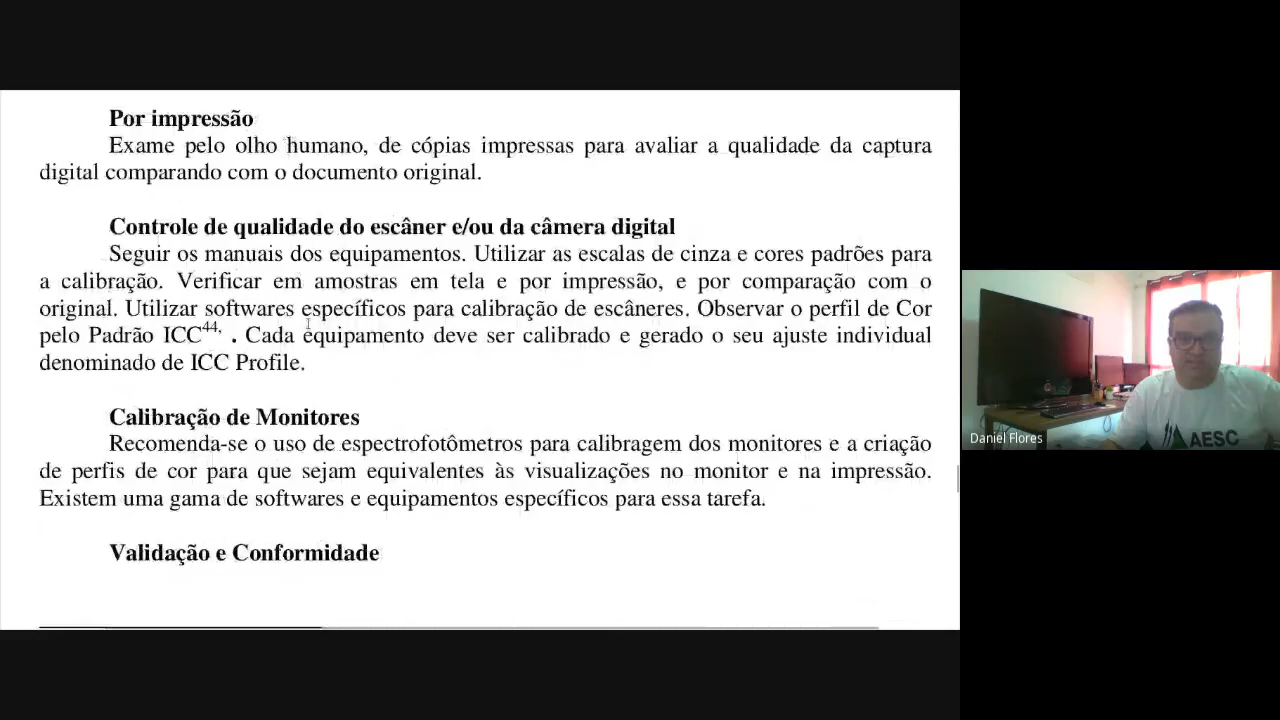 Por impressão
Exame pelo olho humano, de cópias impressas para avaliar a qualidade da captura
digital comparando com o documento original.
Controle de qualidade do escâner e/ou da câmera digital
Seguir os manuais dos equipamentos. Utilizar as escalas de cinza e cores padrões para
a calibração. Verificar em amostras em tela e por impressão, e por comparação com o
original. Utilizar softwares específicos para calibração de escâneres. Observar o perfil de Cor
pelo Padrão ICC44, . Cada equipamento deve ser calibrado e gerado o seu ajuste individual
denominado de ICC Profile.
Calibração de Monitores
Recomenda-se o uso de espectrofotômetros para calibragem dos monitores e a criação
de perfis de cor para que sejam equivalentes às visualizações no monitor e na impressão.
Existem uma gama de softwares e equipamentos específicos para essa tarefa.
Validação e Conformidade
Daniel Flores
AESC